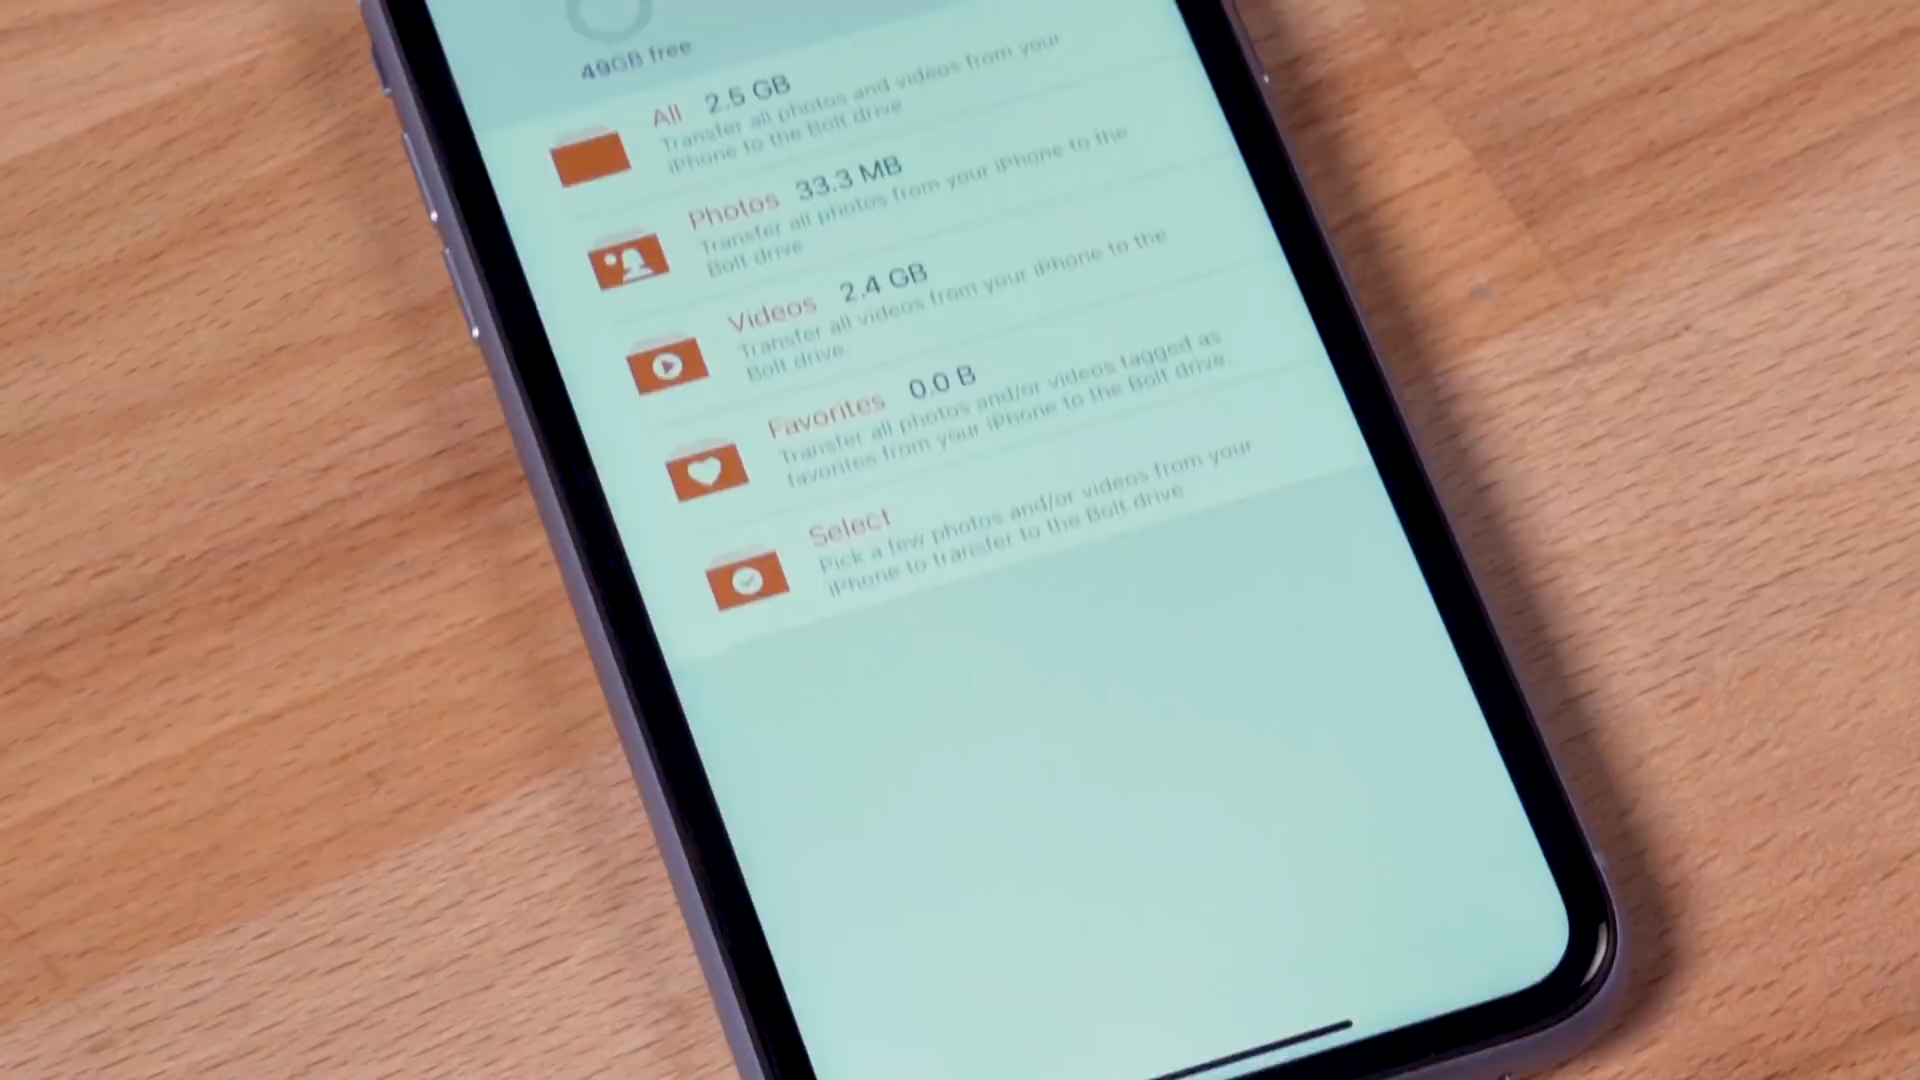 49GB free
All 2.5 GB
Transfer all photos and videos from your
iPhone to the Bolt drive
Photos 33.3 MB
Transfer all photos from your iPhone to the
Bolt drive
Videos 2.4 GB
Transfer all videos from your iPhone to the
Bolt drive
Favorites 0.0 B
Transfer all photos and/or videos tagged as
favorites from your iPhone to the Bolt drive
Select
Pick a few photos and/or videos from your
iPhone to transfer to the Bolt drive